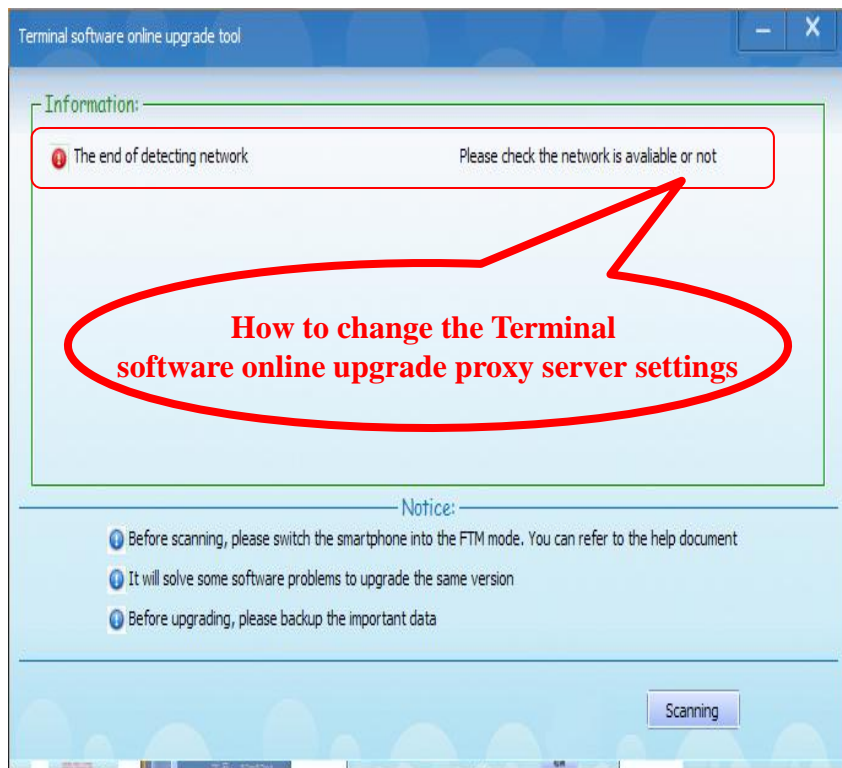 Terminal software online upgrade tool
Information:
The end of detecting network
Please check the network is avaliable or not
How to change the Terminal
software online upgrade proxy server settings
Notice:
Before scanning, please switch the smartphone into the FTM mode. You can refer to the help document
It will solve some software problems to upgrade the same version
Before upgrading, please backup the important data
Scanning